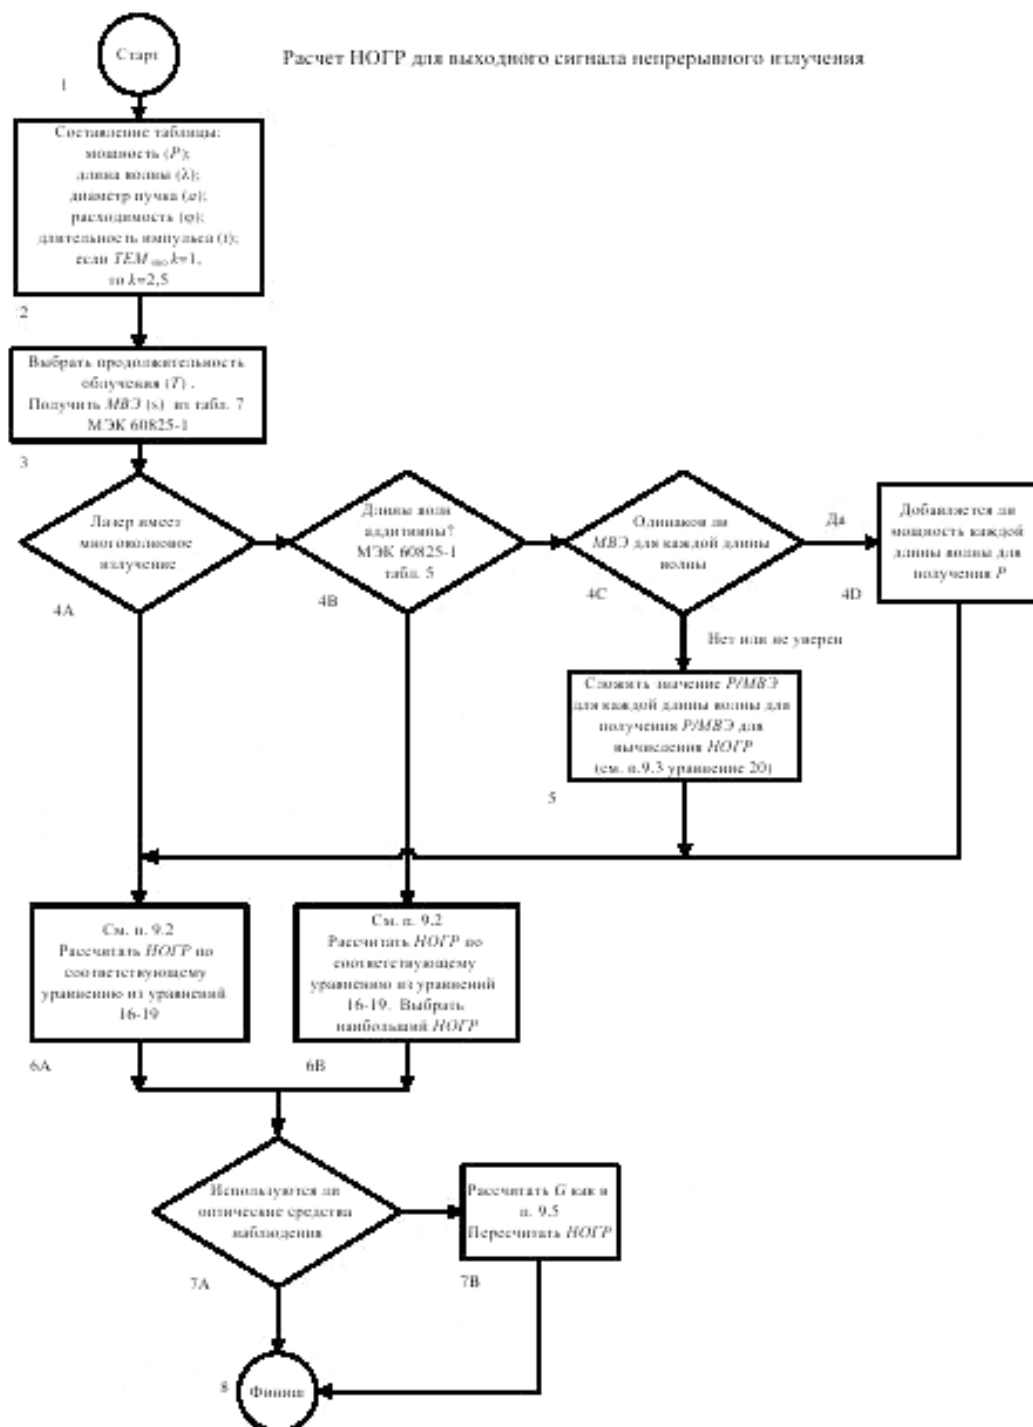 Старт
Расчет НОГР для выходного сигнала непрерывного излучения
1
Составление таблицы:
мощность (P);
длина волны (λ);
диаметр пучка (a);
расходимость (φ);
длительность импульса (t);
если TEM k=1,
то k=2,5
2
Выбрать продолжительность
облучения (T) .
Получить МВЭ (s) из табл. 7
МЭК 60825-1
3
Лазер имеет
многоволновое
излучение
4A
Длины волн
аддитивны?
МЭК 60825-1
табл. 5
4B
Одинаков ли
МВЭ для каждой длины
волны
4C
Да
Добавляется ли
мощность каждой
длины волны для
получения P
4D
Нет или не уверен
Сложить значение P/МВЭ
для каждой длины волны для
получения P/МВЭ для
вычисления НОГР
(см. п.9.3 уравнение 20)
5
См. п. 9.2
Рассчитать НОГР по
соответствующему
уравнению из уравнений
16-19
6A
См. п. 9.2
Рассчитать НОГР по
соответствующему
уравнению из уравнений
16-19. Выбрать
наибольший НОГР
6B
Используются ли
оптические средства
наблюдения
7A
Рассчитать G как в
п. 9.5
Пересчитать НОГР
7B
8
Финиш